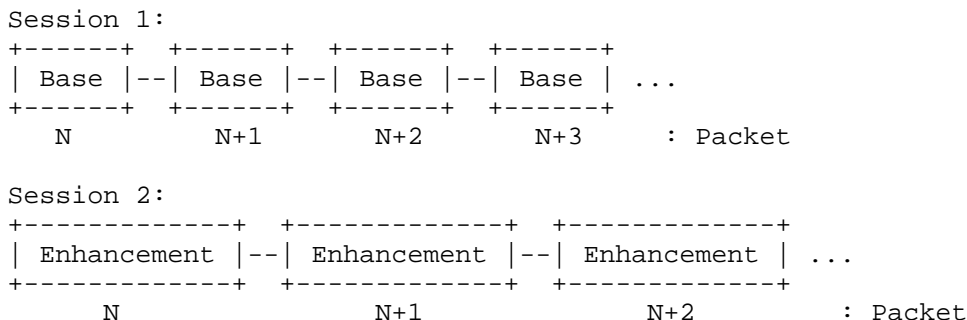 Session 1:
+------+  +------+  +------+  +------+
| Base |--| Base |--| Base |--| Base | ...
+------+  +------+  +------+  +------+
   N         N+1       N+2       N+3     : Packet

Session 2:
+-------------+  +-------------+  +-------------+
| Enhancement |--| Enhancement |--| Enhancement | ...
+-------------+  +-------------+  +-------------+
      N                N+1              N+2         : Packet